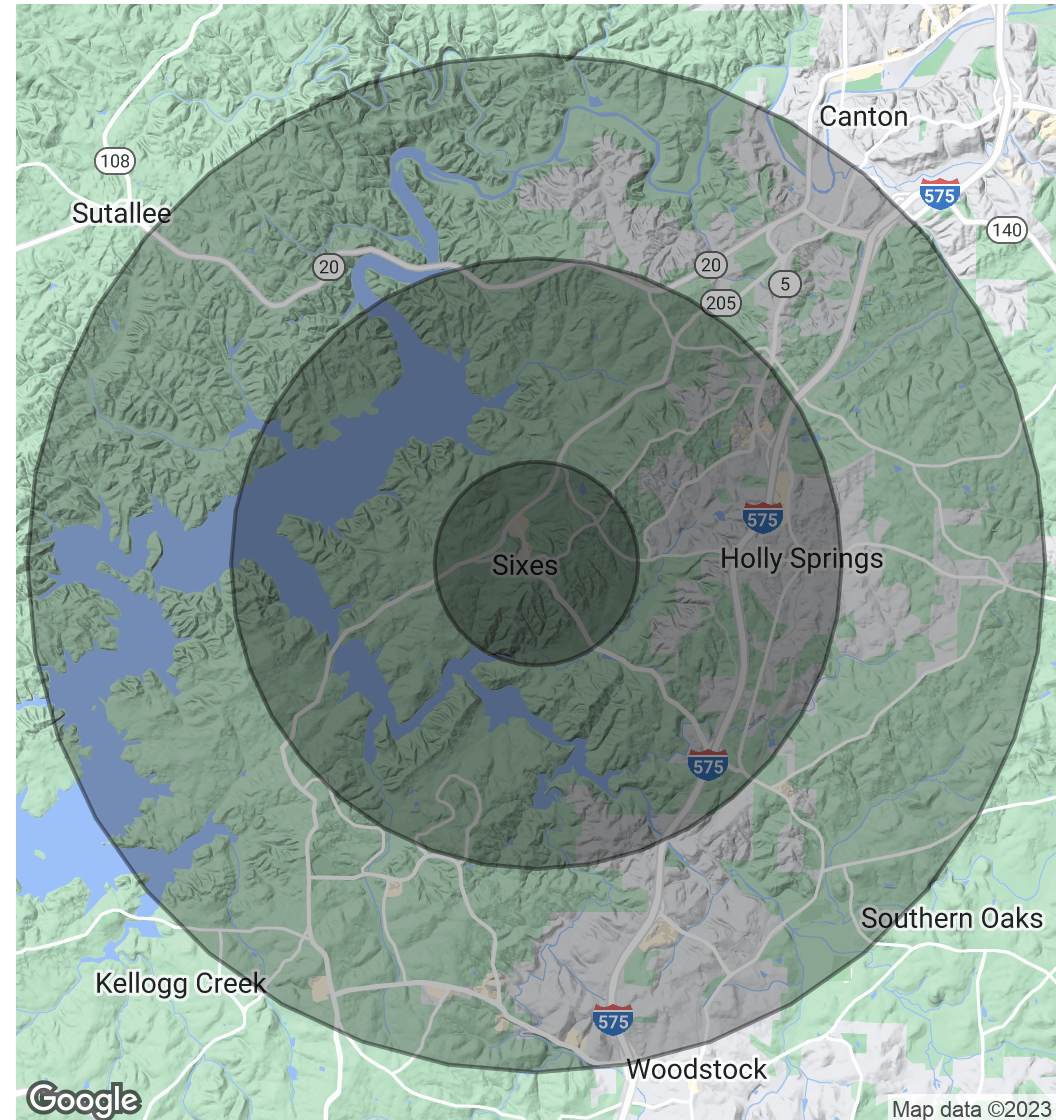 Canton
108
575
Sutallee
140
20
20
5
205
575
Holly Springs
Sixes
575
Southern Oaks
Kellogg Creek
575
Woodstock
Google
Map data ©2023